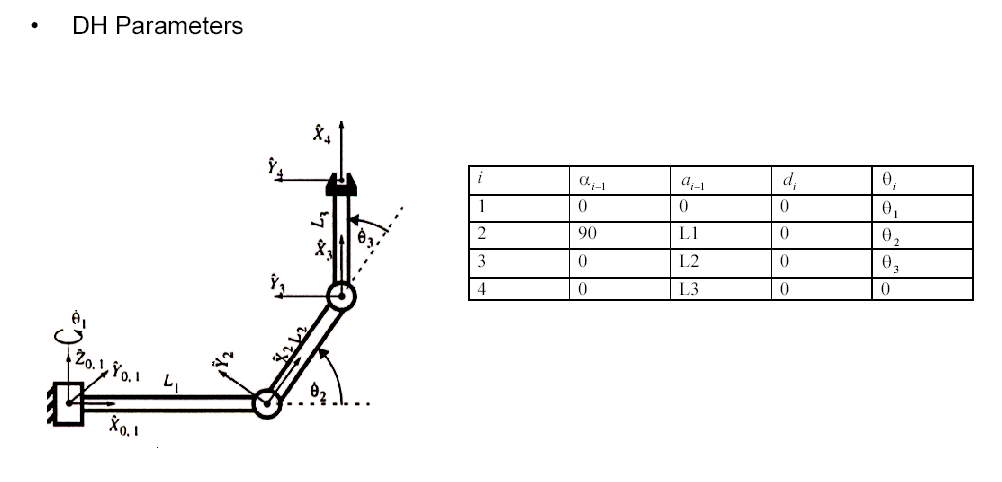 • DH Parameters
X̂₄
Ŷ₄
L₃
θ̇₃
X̂₃
Ŷ₃
θ̇₁
Ẑ₀,₁
Ŷ₀,₁
L₁
Ŷ₂
X̂₂
L₂
θ̇₂
X̂₀,₁
i αᵢ₋₁ aᵢ₋₁ dᵢ θᵢ
1 0 0 0 θ₁
2 90 L1 0 θ₂
3 0 L2 0 θ₃
4 0 L3 0 0